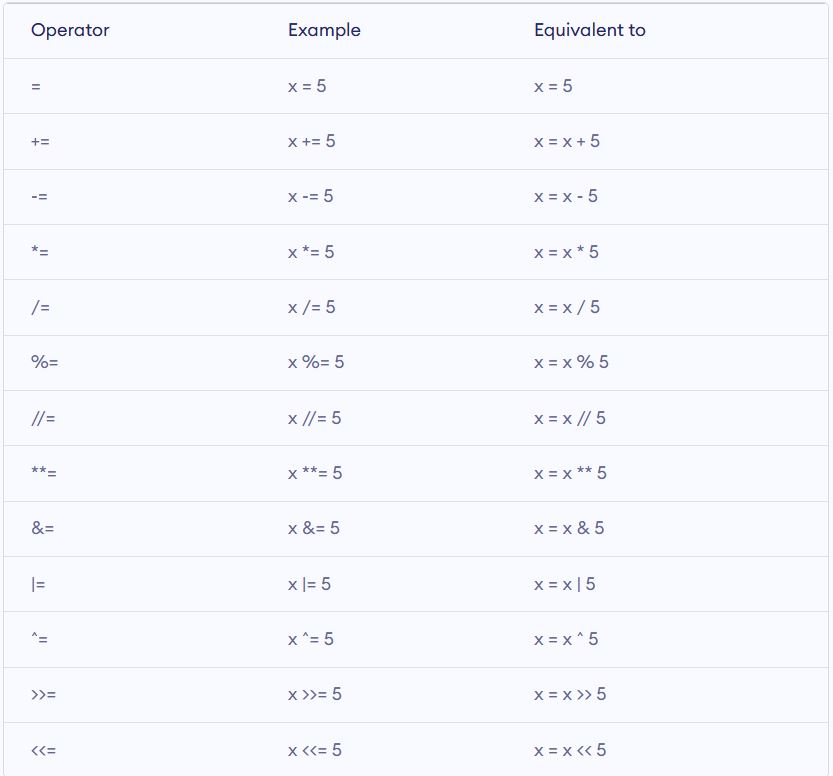 Operator Example Equivalent to
= x = 5 x = 5
+= x += 5 x = x + 5
-= x -= 5 x = x - 5
*= x *= 5 x = x * 5
/= x /= 5 x = x / 5
%= x %= 5 x = x % 5
//= x //= 5 x = x // 5
**= x **= 5 x = x ** 5
&= x &= 5 x = x & 5
|= x |= 5 x = x | 5
^= x ^= 5 x = x ^ 5
>>= x >>= 5 x = x >> 5
<<= x <<= 5 x = x << 5